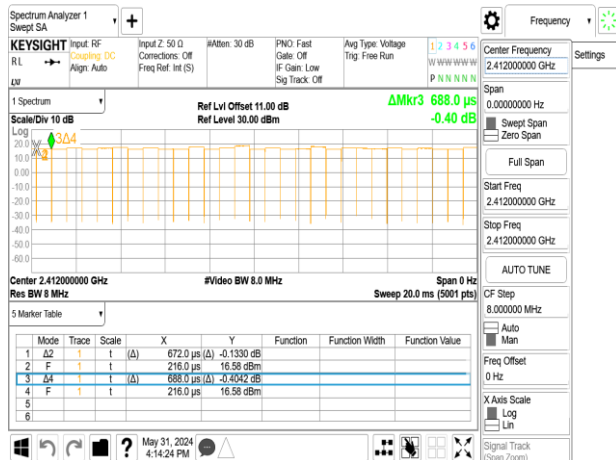 Spectrum Analyzer 1
Swept SA
Frequency
KEYSIGHT
RL
Input: RF
Coupling: DC
Align: Auto
Input Z: 50 Ω
Corrections: Off
Freq Ref: Int (S)
#Atten: 30 dB
PNO: Fast
Gate: Off
IF Gain: Low
Sig Track: Off
Avg Type: Voltage
Trig: Free Run
1 2 3 4 5 6
W W W W W W
P N N N N N
1 Spectrum
Scale/Div 10 dB
Ref Lvl Offset 11.00 dB
Ref Level 30.00 dBm
ΔMkr3 688.0 µs
-0.40 dB
Log
3Δ4
20.0
10.0
0.00
-10.0
-20.0
-30.0
-40.0
-50.0
-60.0
Center 2.412000000 GHz
#Video BW 8.0 MHz
Span 0 Hz
Res BW 8 MHz
Sweep 20.0 ms (5001 pts)
5 Marker Table
Mode Trace Scale X Y Function Function Width Function Value
1 Δ2 1 t (Δ) 672.0 µs (Δ) -0.1330 dB
2 F 1 t 216.0 µs 16.58 dBm
3 Δ4 1 t (Δ) 688.0 µs (Δ) -0.4042 dB
4 F 1 t 216.0 µs 16.58 dBm
5
6
May 31, 2024
4:14:24 PM
Center Frequency
2.412000000 GHz
Settings
Span
0.00000000 Hz
Swept Span
Zero Span
Full Span
Start Freq
2.412000000 GHz
Stop Freq
2.412000000 GHz
AUTO TUNE
CF Step
8.000000 MHz
Auto
Man
Freq Offset
0 Hz
X Axis Scale
Log
Lin
Signal Track
(Span Zoom)